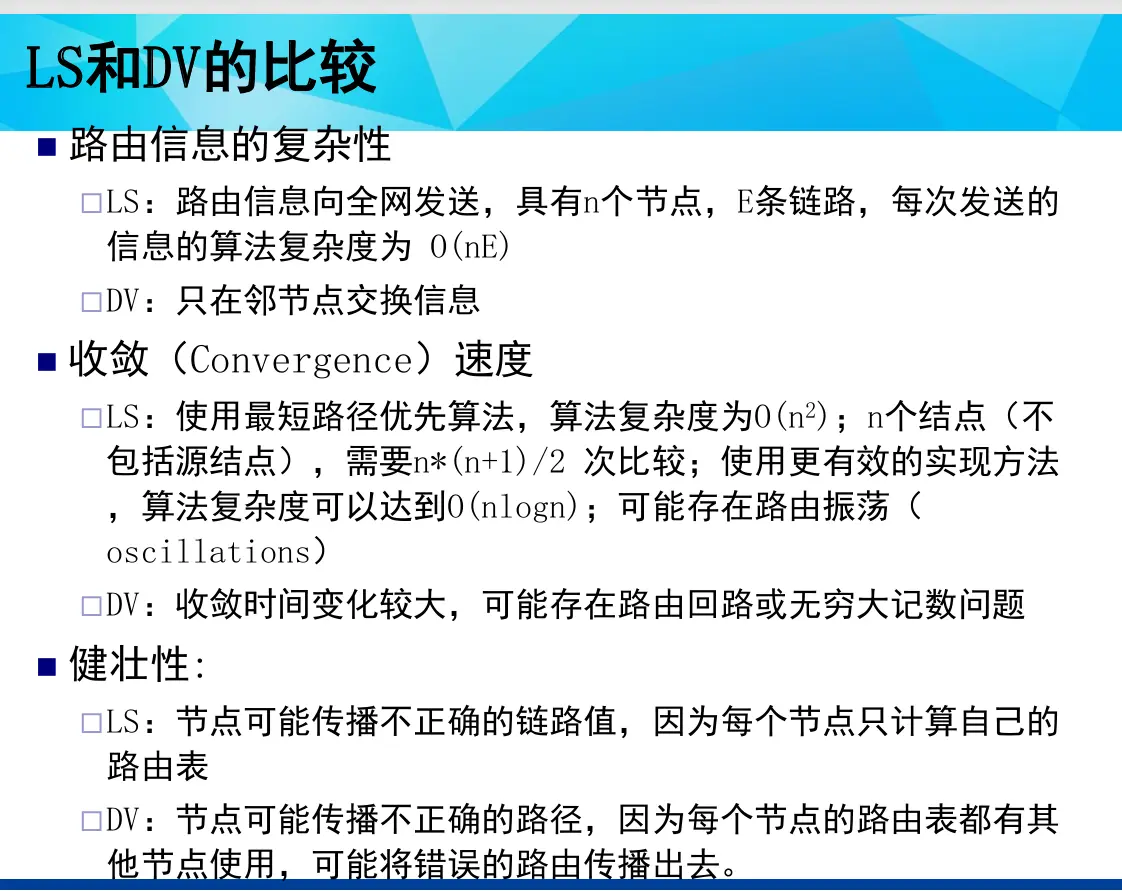 LS和DV的比较
路由信息的复杂性
LS：路由信息向全网发送，具有n个节点，E条链路，每次发送的
信息的算法复杂度为 O(nE)
DV：只在邻节点交换信息
收敛（Convergence）速度
LS：使用最短路径优先算法，算法复杂度为O(n²)；n个结点（不
包括源结点），需要n*(n+1)/2 次比较；使用更有效的实现方法
，算法复杂度可以达到O(nlogn)；可能存在路由振荡（
oscillations）
DV：收敛时间变化较大，可能存在路由回路或无穷大记数问题
健壮性:
LS：节点可能传播不正确的链路值，因为每个节点只计算自己的
路由表
DV：节点可能传播不正确的路径，因为每个节点的路由表都有其
他节点使用，可能将错误的路由传播出去。